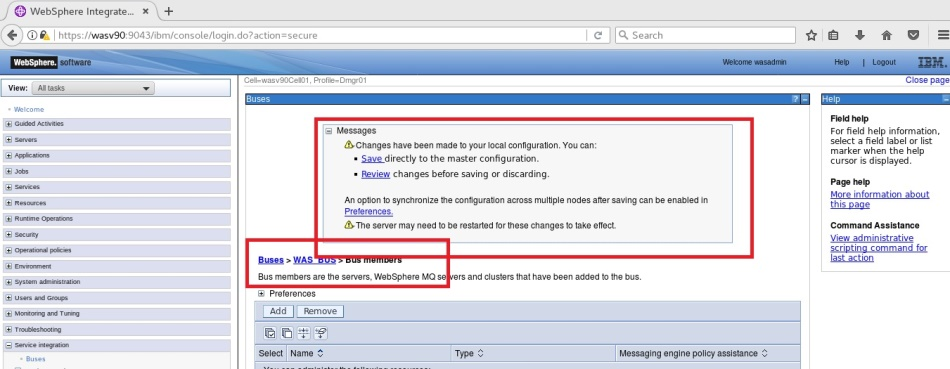 WebSphere Integrate... ×
https://wasv90:9043/ibm/console/login.do?action=secure
Search
WebSphere. software
Welcome wasadmin
Help | Logout
IBM.
Cell=wasv90Cell01, Profile=Dmgr01
Close page
View: All tasks
Welcome
Guided Activities
Servers
Applications
Jobs
Services
Resources
Runtime Operations
Security
Operational policies
Environment
System administration
Users and Groups
Monitoring and Tuning
Troubleshooting
Service integration
Buses
Buses
Messages
Changes have been made to your local configuration. You can:
Save directly to the master configuration.
Review changes before saving or discarding.
An option to synchronize the configuration across multiple nodes after saving can be enabled in
Preferences.
The server may need to be restarted for these changes to take effect.
Buses > WAS_BUS > Bus members
Bus members are the servers, WebSphere MQ servers and clusters that have been added to the bus.
Preferences
Add Remove
Select Name Type Messaging engine policy assistance
You can administer the following resources:
Help
Field help
For field help information,
select a field label or list
marker when the help
cursor is displayed.
Page help
More information about
this page
Command Assistance
View administrative
scripting command for
last action